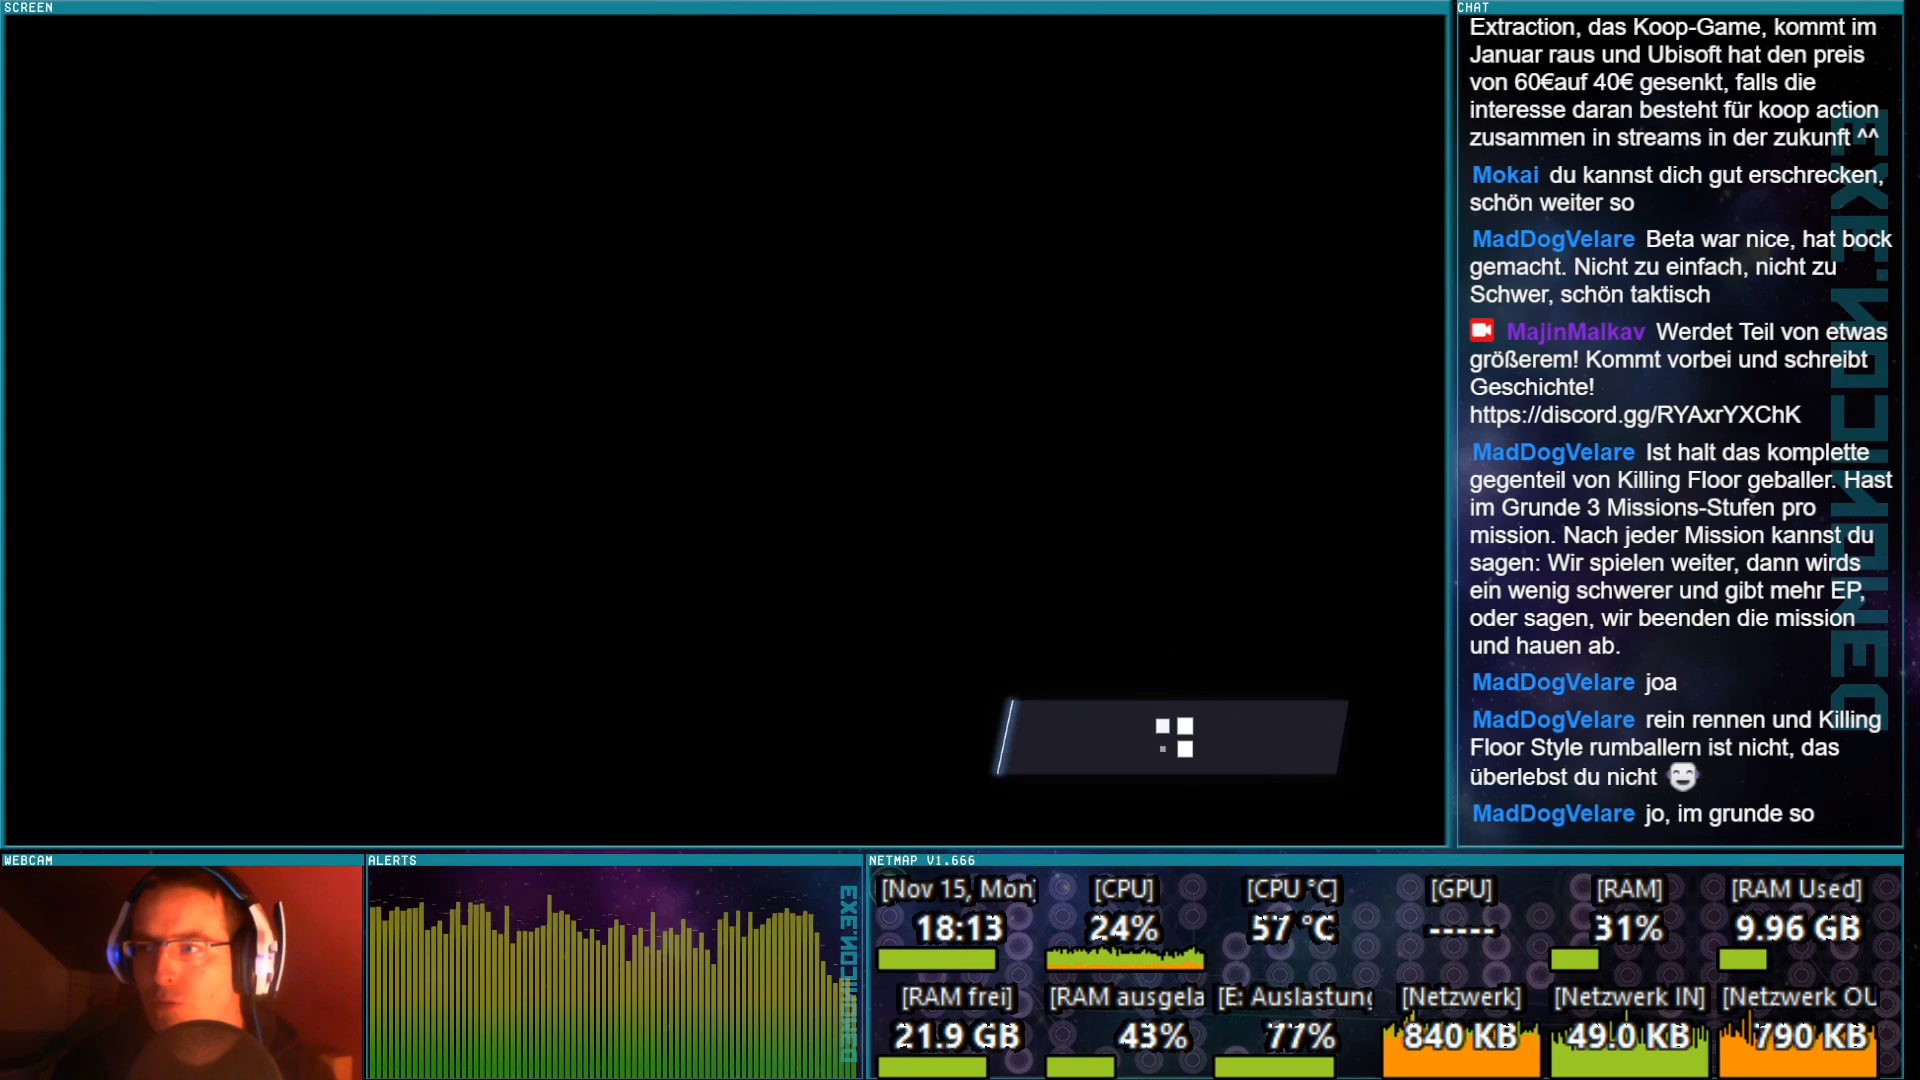 SCREEN
CHAT
Extraction, das Koop-Game, kommt im
Januar raus und Ubisoft hat den preis
von 60€auf 40€ gesenkt, falls die
interesse daran besteht für koop action
zusammen in streams in der zukunft ^^
Mokai du kannst dich gut erschrecken,
schön weiter so
MadDogVelare Beta war nice, hat bock
gemacht. Nicht zu einfach, nicht zu
Schwer, schön taktisch
MajinMalkav Werdet Teil von etwas
größerem! Kommt vorbei und schreibt
Geschichte!
https://discord.gg/RYAxrYXChK
MadDogVelare Ist halt das komplette
gegenteil von Killing Floor geballer. Hast
im Grunde 3 Missions-Stufen pro
mission. Nach jeder Mission kannst du
sagen: Wir spielen weiter, dann wirds
ein wenig schwerer und gibt mehr EP,
oder sagen, wir beenden die mission
und hauen ab.
MadDogVelare joa
MadDogVelare rein rennen und Killing
Floor Style rumballern ist nicht, das
überlebst du nicht
MadDogVelare jo, im grunde so
WEBCAM
ALERTS
NETMAP V1.666
[Nov 15, Mon] [CPU] [CPU °C] [GPU] [RAM] [RAM Used]
18:13 24% 57 °C ----- 31% 9.96 GB
[RAM frei] [RAM ausgela [E: Auslastung [Netzwerk] [Netzwerk IN] [Netzwerk OU
21.9 GB 43% 77% 840 KB 49.0 KB 790 KB